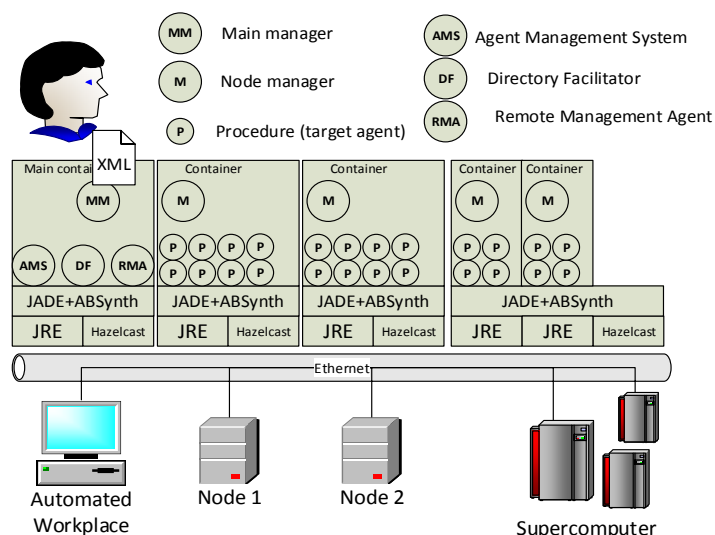 MM Main manager
AMS Agent Management System
M Node manager
DF Directory Facilitator
P Procedure (target agent)
RMA Remote Management Agent
XML
Main contai
Container
Container
Container Container
MM
M
M
M
M
P P P P
P P P P
P P
P P
P P P P
P P P P
P P
P P
AMS DF RMA
JADE+ABSynth
JADE+ABSynth
JADE+ABSynth
JADE+ABSynth
JRE Hazelcast
JRE Hazelcast
JRE Hazelcast
JRE JRE Hazelcast
Ethernet
Automated
Workplace
Node 1
Node 2
Supercomputer